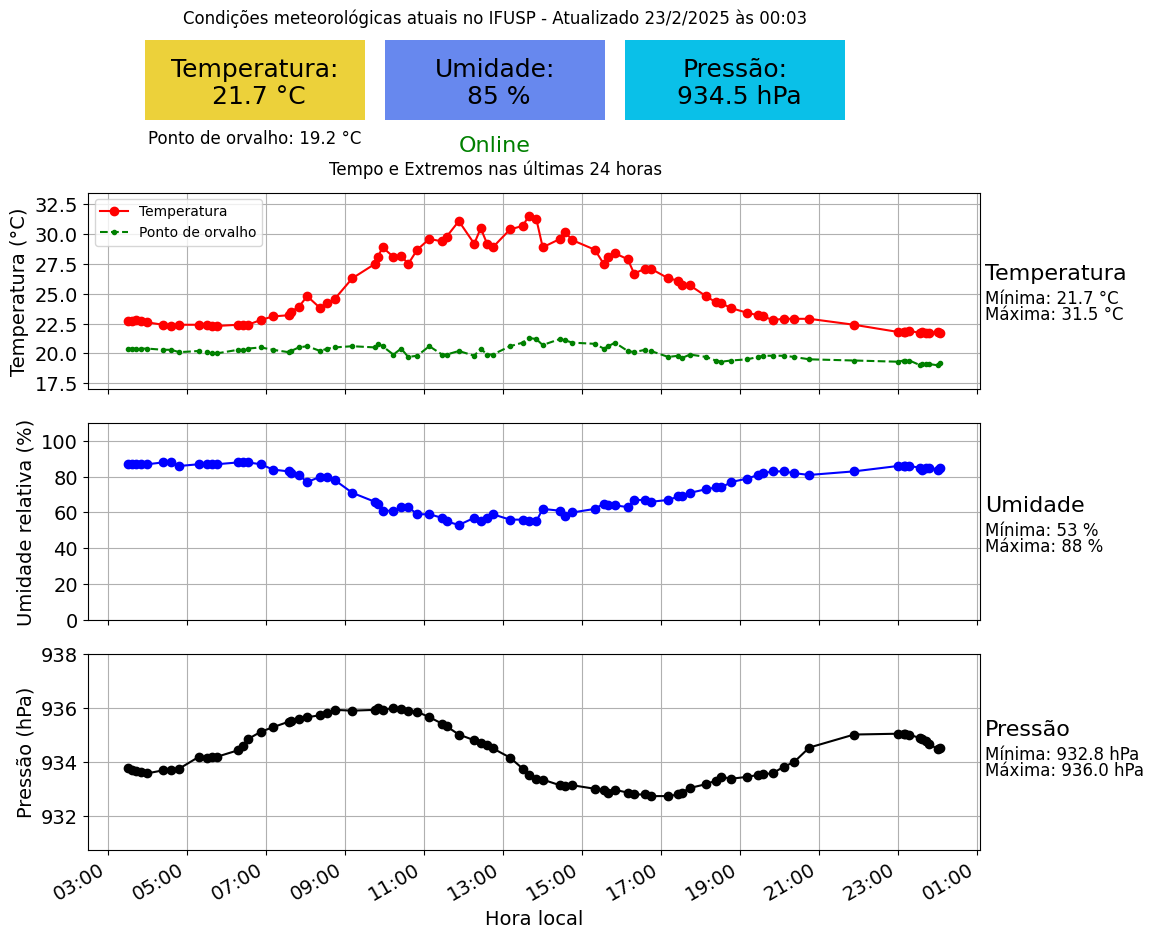 Condições meteorológicas atuais no IFUSP - Atualizado 23/2/2025 às 00:03
Temperatura:
21.7 °C
Umidade:
85 %
Pressão:
934.5 hPa
Ponto de orvalho: 19.2 °C
Online
Tempo e Extremos nas últimas 24 horas
Temperatura (°C)
32.5
30.0
27.5
25.0
22.5
20.0
17.5
Temperatura
Ponto de orvalho
Temperatura
Mínima: 21.7 °C
Máxima: 31.5 °C
Umidade relativa (%)
100
80
60
40
20
0
Umidade
Mínima: 53 %
Máxima: 88 %
Pressão (hPa)
938
936
934
932
Pressão
Mínima: 932.8 hPa
Máxima: 936.0 hPa
03:00
05:00
07:00
09:00
11:00
13:00
15:00
17:00
19:00
21:00
23:00
01:00
Hora local